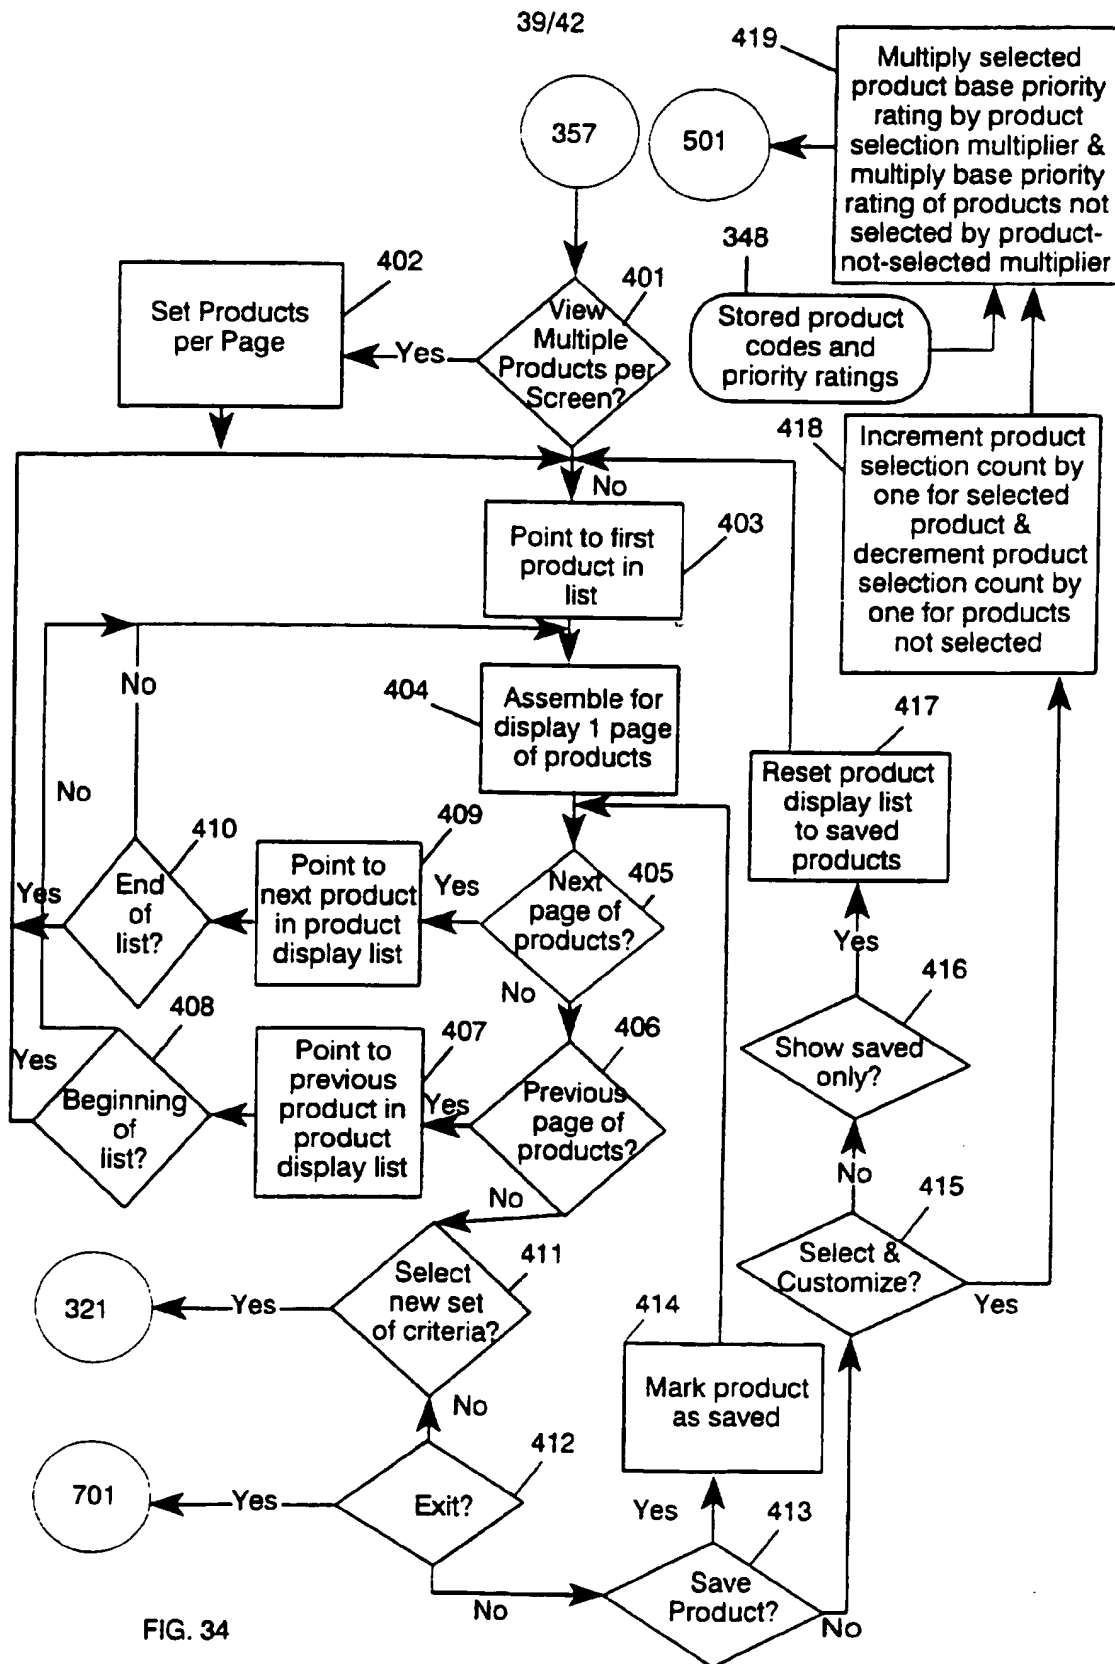 39/42
419
Multiply selected
product base priority
rating by product
selection multiplier &
multiply base priority
rating of products not
selected by product-
not-selected multiplier
357
501
348
Stored product
codes and
priority ratings
402
Set Products
per Page
401
View
Multiple
Products per
Screen?
Yes
No
418
Increment product
selection count by
one for selected
product &
decrement product
selection count by
one for products
not selected
403
Point to first
product in
list
No
404
Assemble for
display 1 page
of products
417
Reset product
display list
to saved
products
No
410
End
of
list?
Yes
409
Point to
next product
in product
display list
Yes
405
Next
page of
products?
No
Yes
416
Show saved
only?
408
Beginning
of
list?
Yes
407
Point to
previous
product in
product
display list
Yes
406
Previous
page of
products?
No
No
415
Select &
Customize?
Yes
411
Select
new set
of criteria?
321
Yes
414
Mark product
as saved
No
412
Exit?
701
Yes
Yes
413
Save
Product?
No
No
FIG. 34